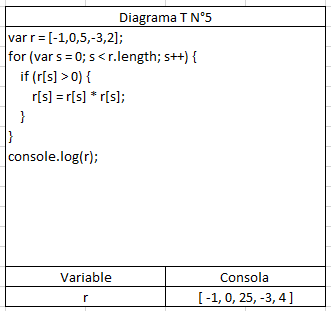 Diagrama T N°5
var r = [-1,0,5,-3,2];
for (var s = 0; s < r.length; s++) {
if (r[s] > 0) {
r[s] = r[s] * r[s];
}
}
console.log(r);
Variable Consola
r [ -1, 0, 25, -3, 4 ]